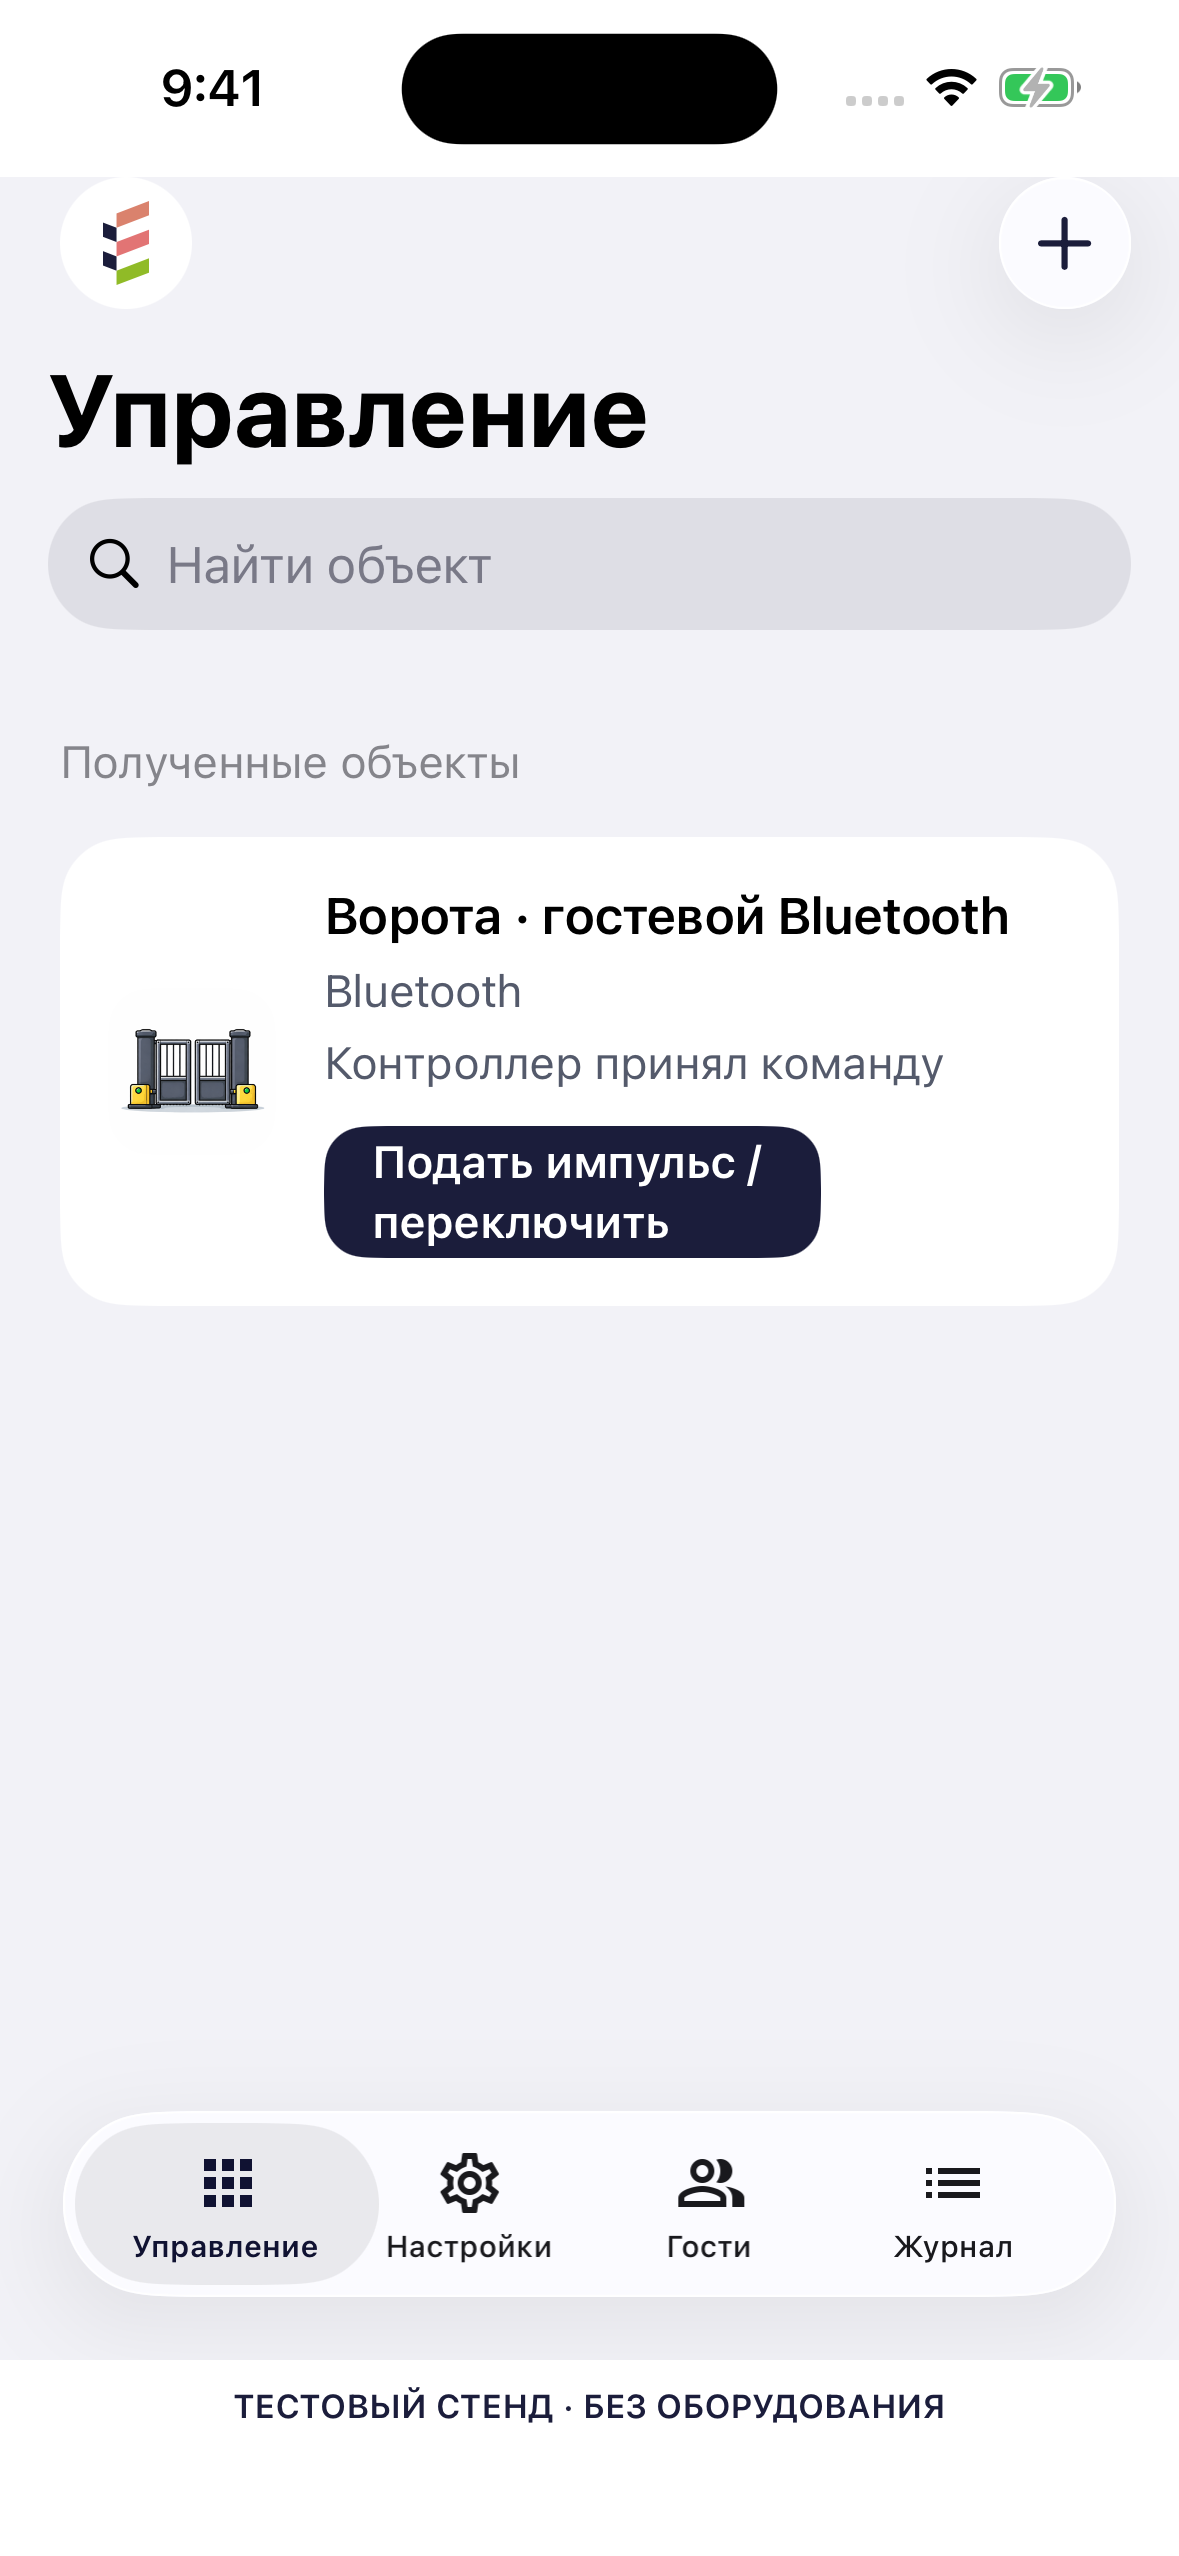 9:41
Управление
Найти объект
Полученные объекты
Ворота · гостевой Bluetooth
Bluetooth
Контроллер принял команду
Подать импульс /
переключить
Управление
Настройки
Гости
Журнал
ТЕСТОВЫЙ СТЕНД · БЕЗ ОБОРУДОВАНИЯ